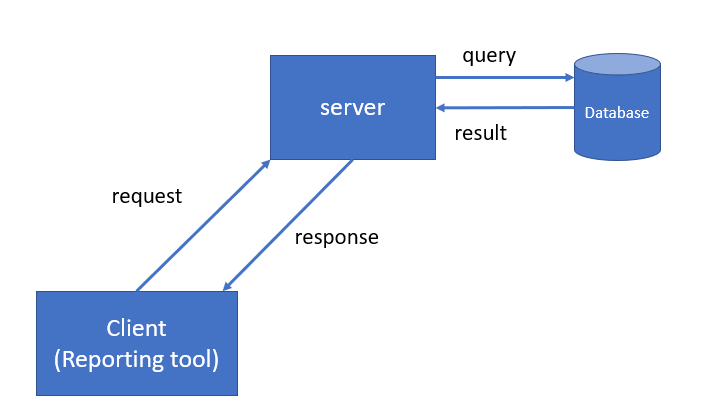 query
server
Database
result
request
response
Client
(Reporting tool)